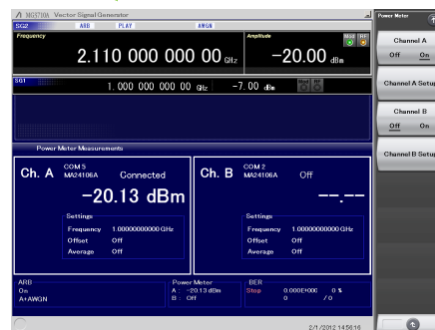 MG3710A Vector Signal Generator
SG2 ARB PLAY AWGN
Frequency
2.110 000 000 000 00 GHz
Amplitude
-20.00 dBm
Mod RF
SG1
1.000 000 000 00 GHz -7.00 dBm
Power Meter Measurements
Ch. A
COM 5
MA24106A Connected
-20.13 dBm
Settings
Frequency 1.00000000000 GHz
Offset Off
Average Off
Ch. B
COM 2
MA24106A Off
--.--
Settings
Frequency 1.00000000000 GHz
Offset Off
Average Off
ARB
On
A+AWGN
Power Meter
A : -20.13 dBm
B : Off
BER
Stop 0.000E+000 0 %
0 / 0
2/1/2012 14:56:16
Power Meter
Channel A
Off On
Channel A Setup
Channel B
Off On
Channel B Setup